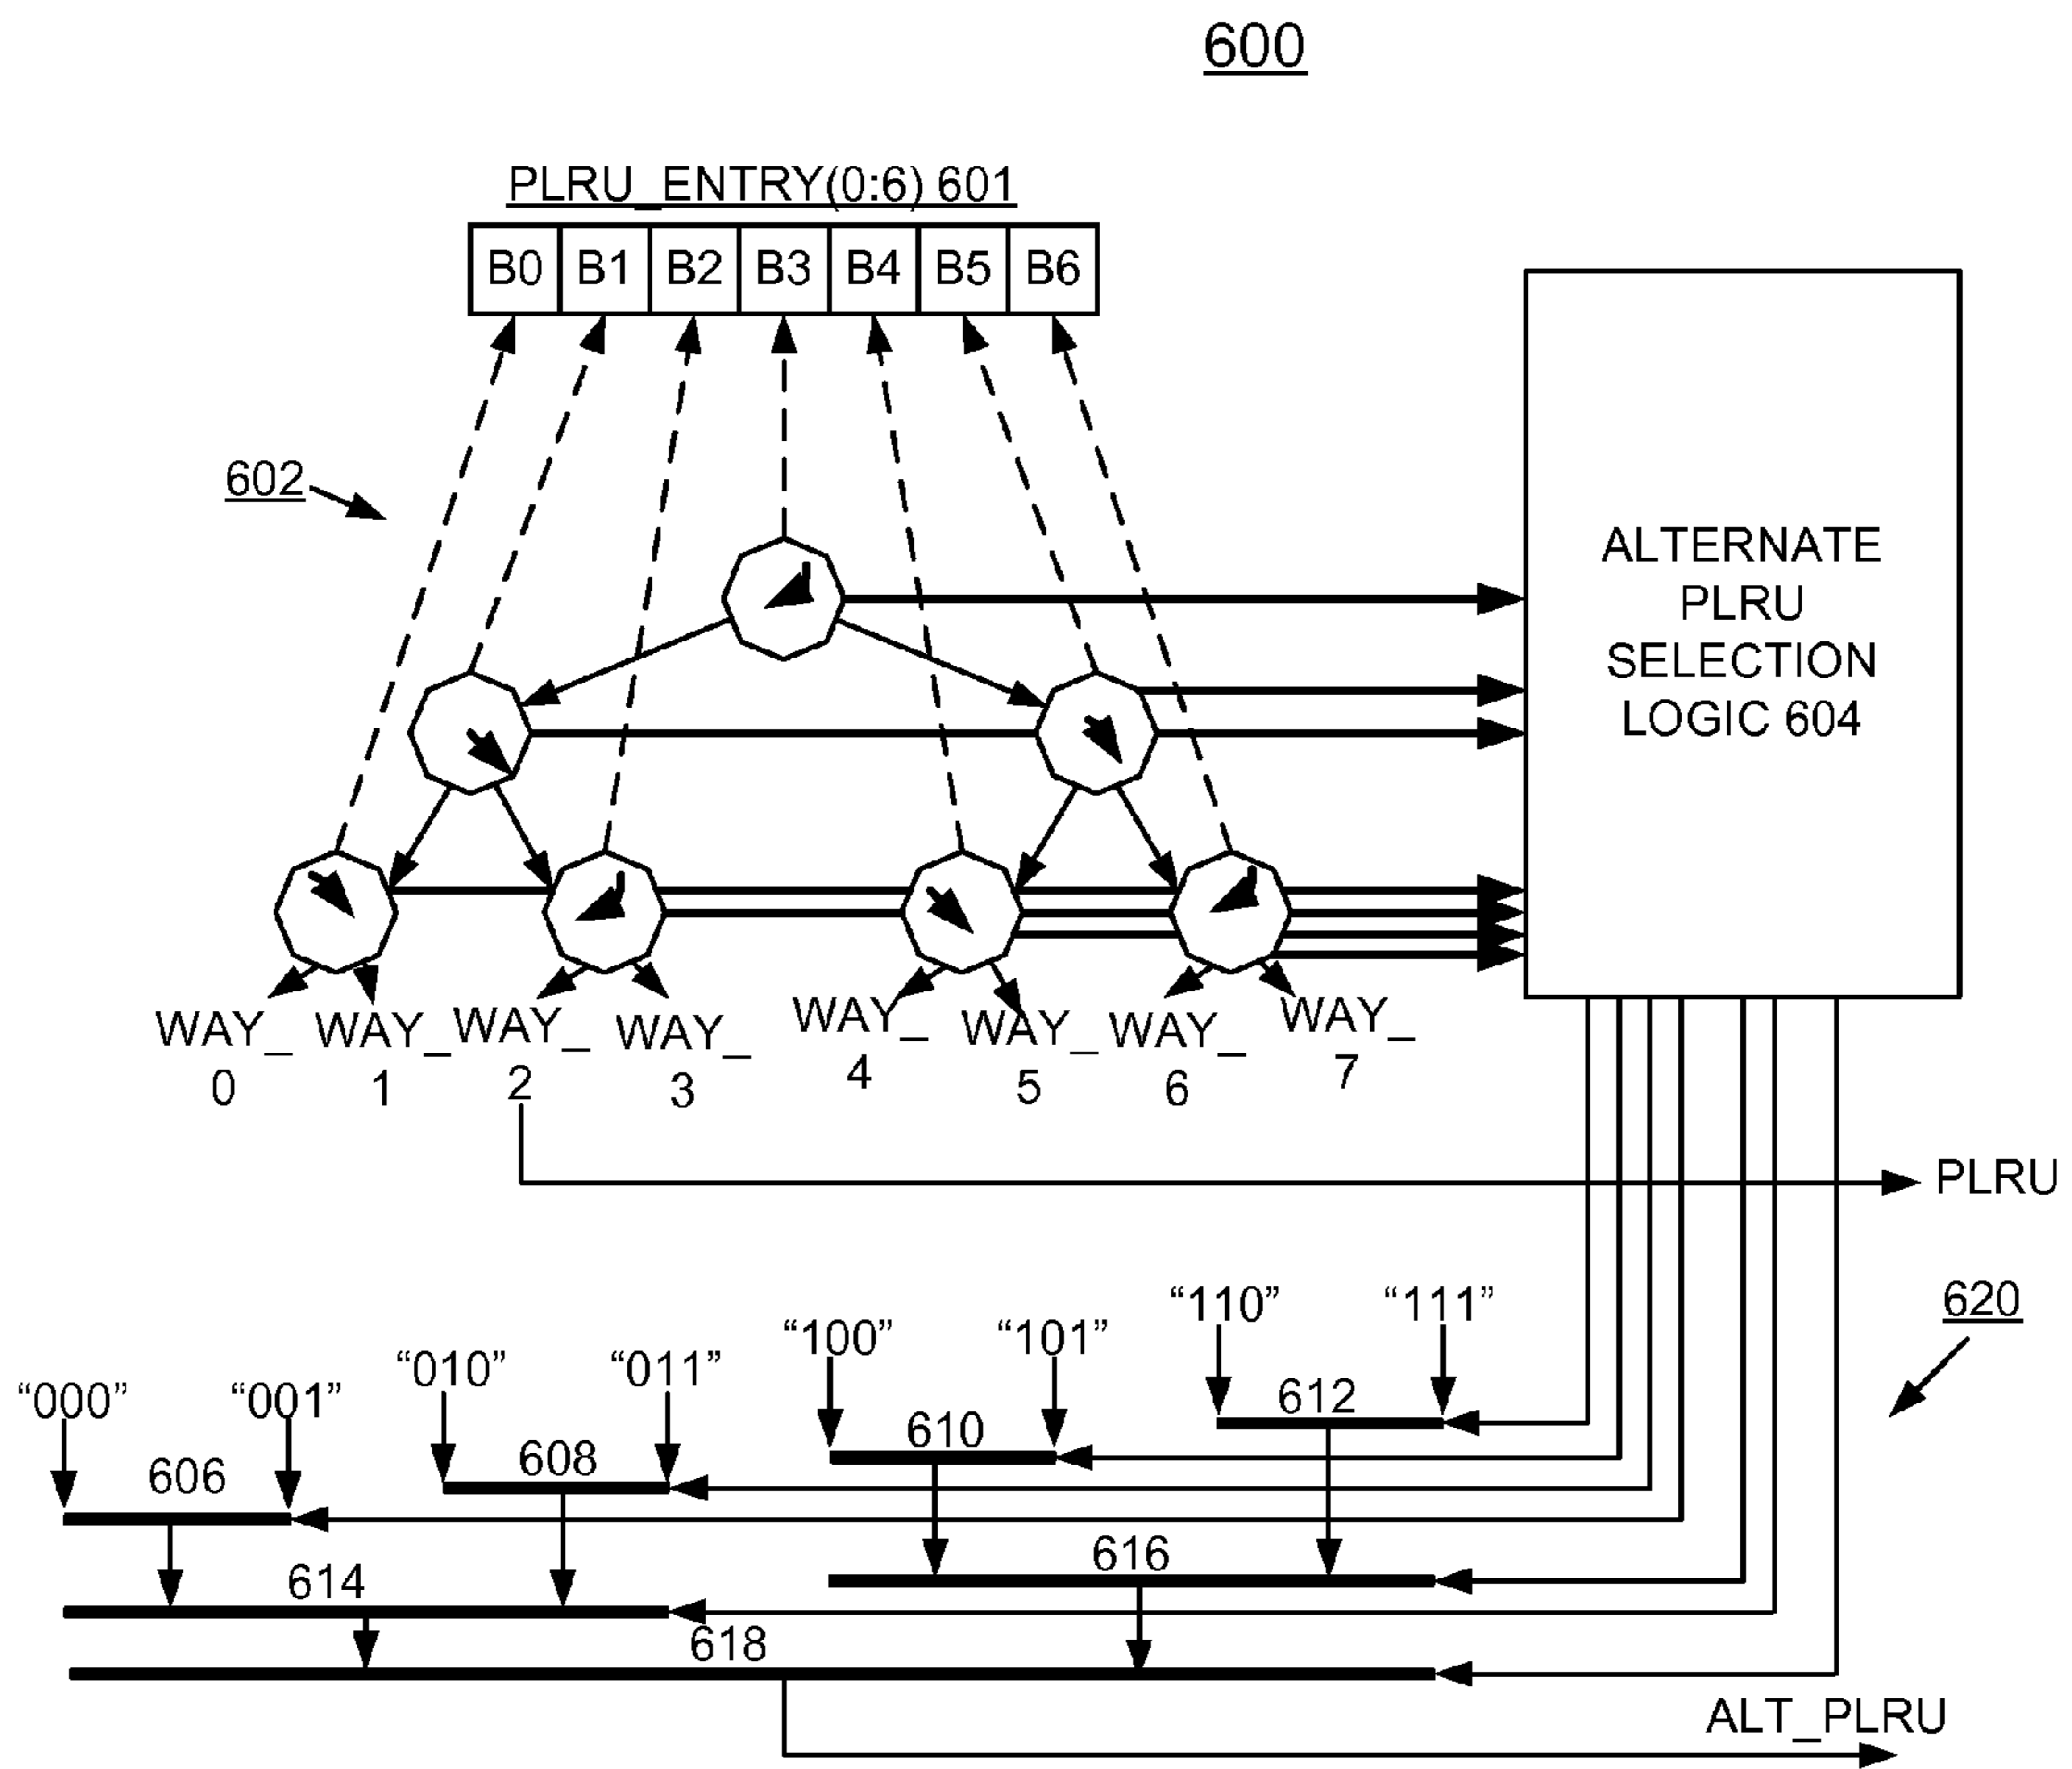 600
PLRU_ENTRY(0:6) 601
B0 B1 B2 B3 B4 B5 B6
602
ALTERNATE
PLRU
SELECTION
LOGIC 604
WAY_
0
WAY_
1
WAY_
2
WAY_
3
WAY_
4
WAY_
5
WAY_
6
WAY_
7
PLRU
620
“000” “001” “010” “011” “100” “101” “110” “111”
612
610
608
606
616
614
618
ALT_PLRU